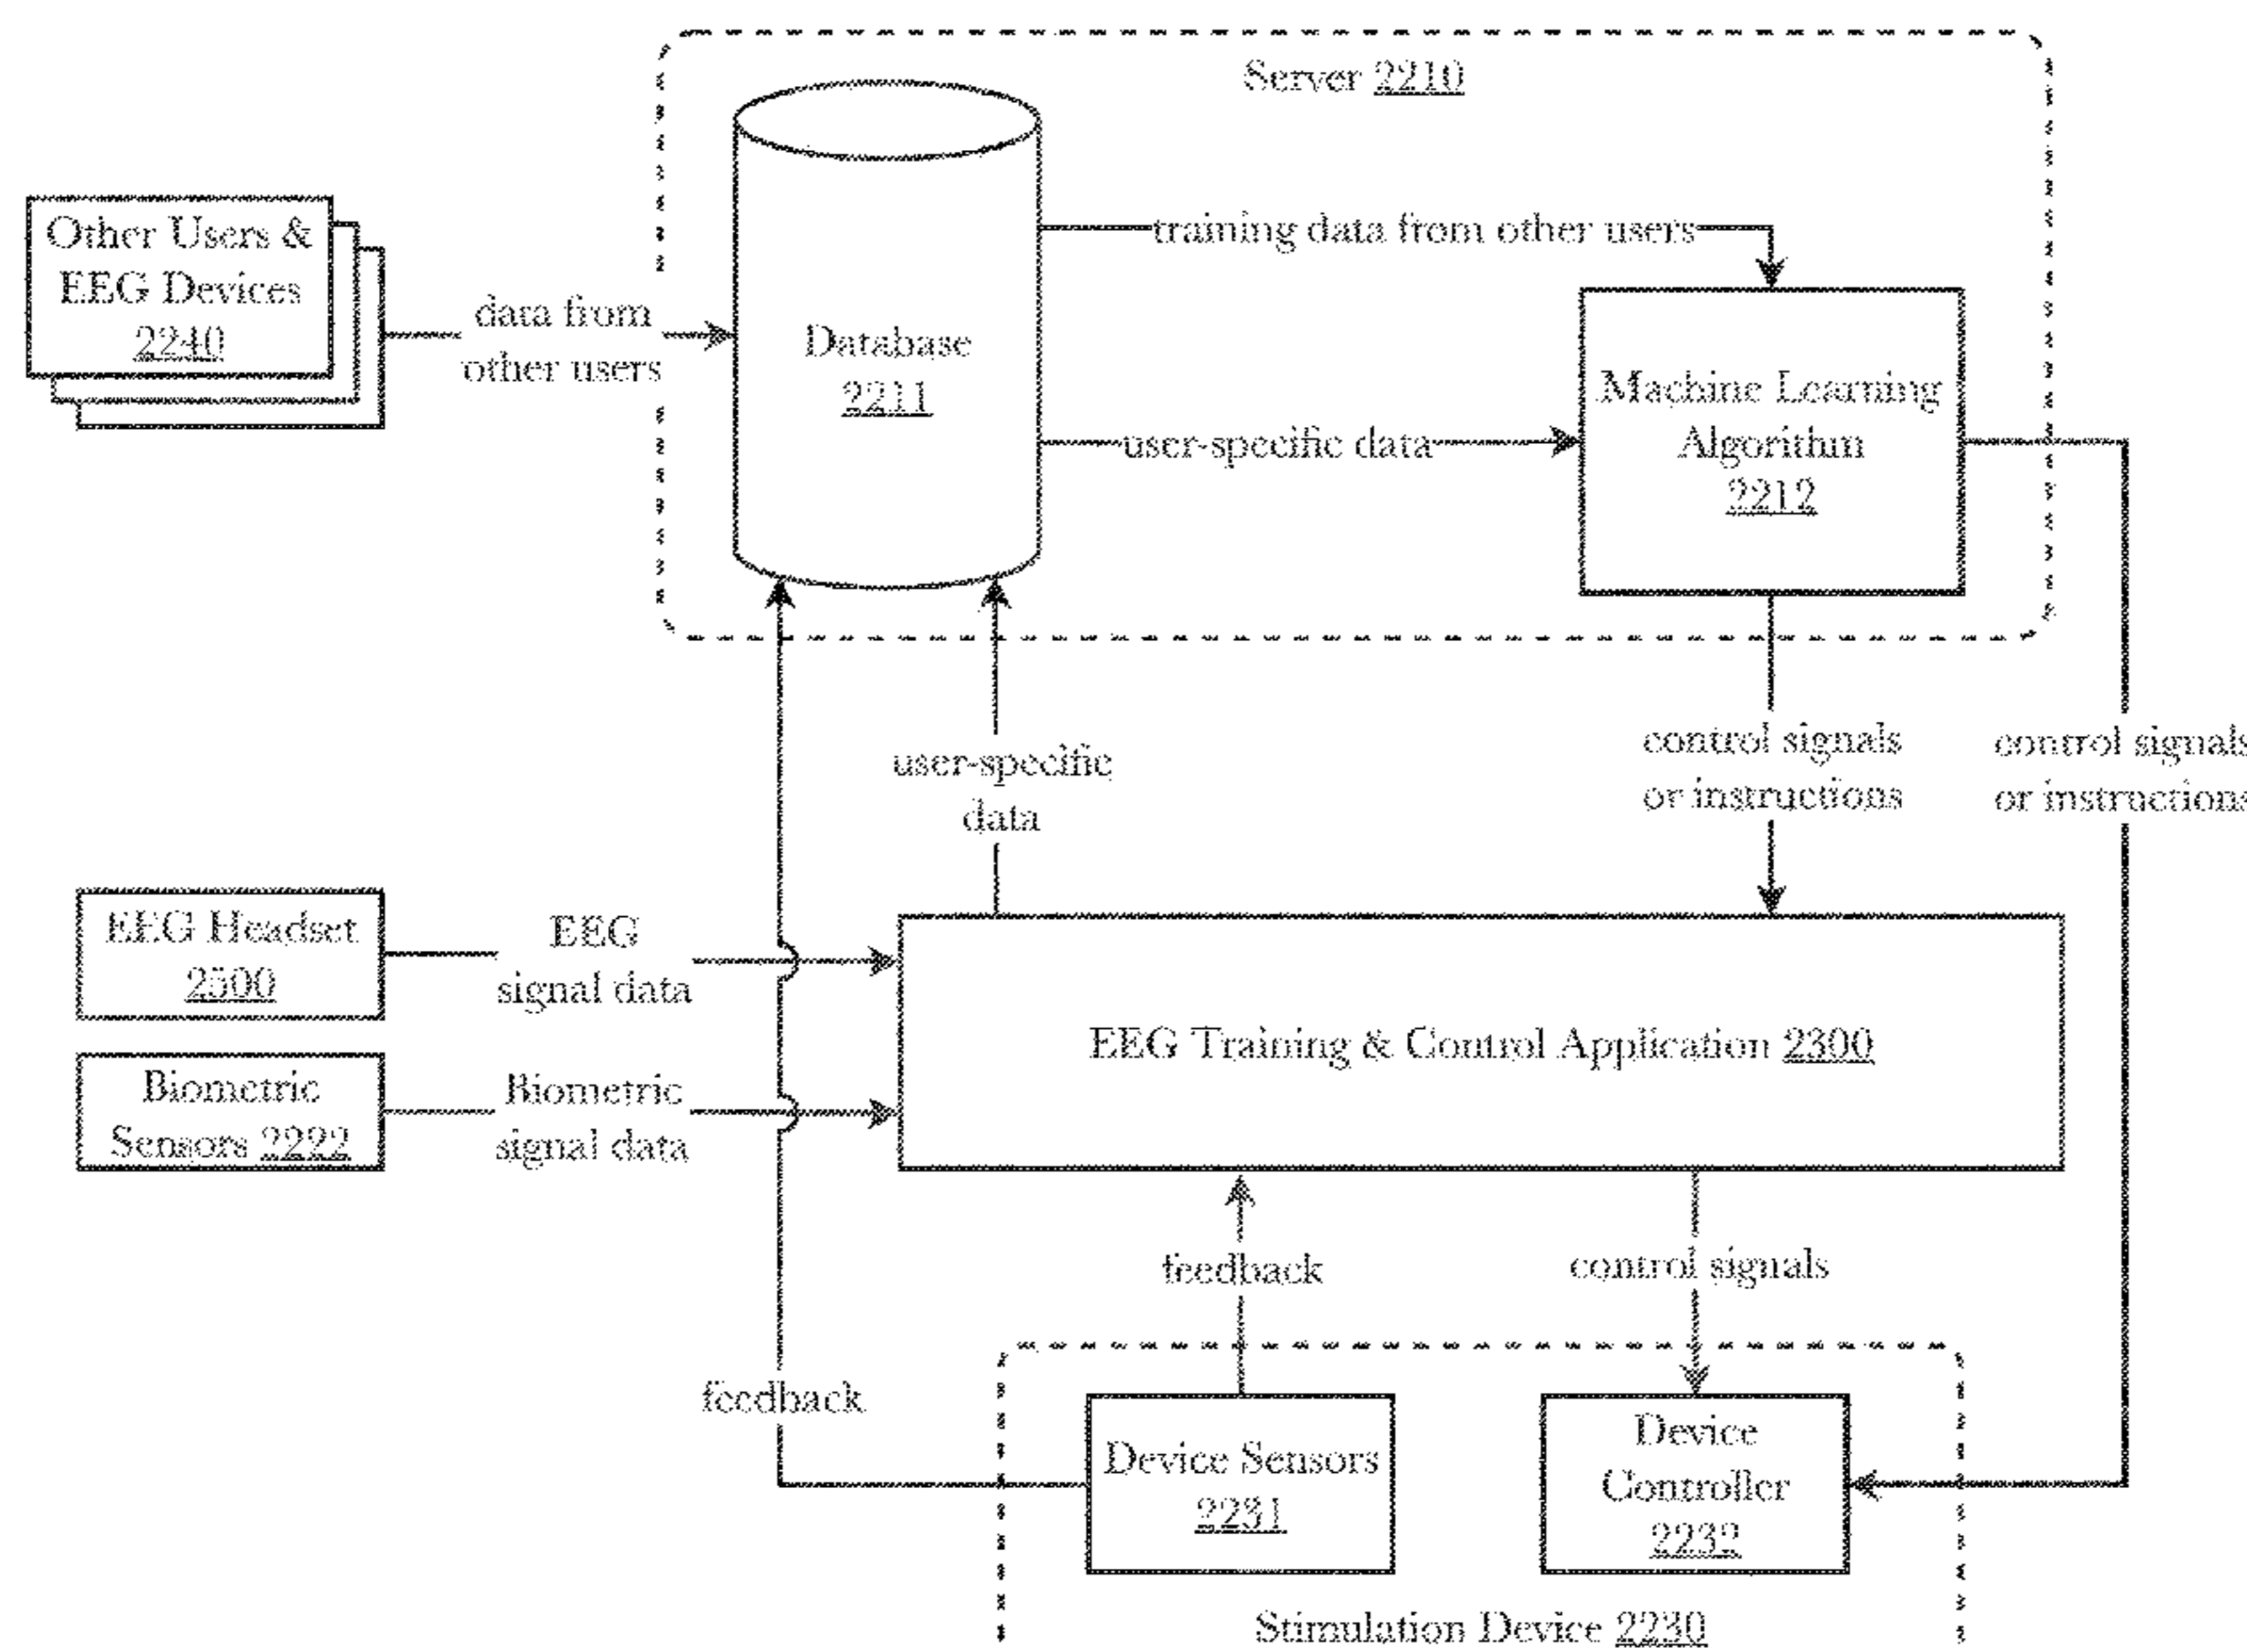 Server 2210
Other Users &
EEG Devices
2240
data from
other users
Database
2211
training data from other users
user-specific data
Machine Learning
Algorithm
2212
control signals
or instructions
control signals
or instructions
user-specific
data
EEG Headset
2500
EEG
signal data
Biometric
Sensors 2222
Biometric
signal data
EEG Training & Control Application 2300
feedback
control signals
feedback
Device Sensors
2231
Device
Controller
2232
Stimulation Device 2230